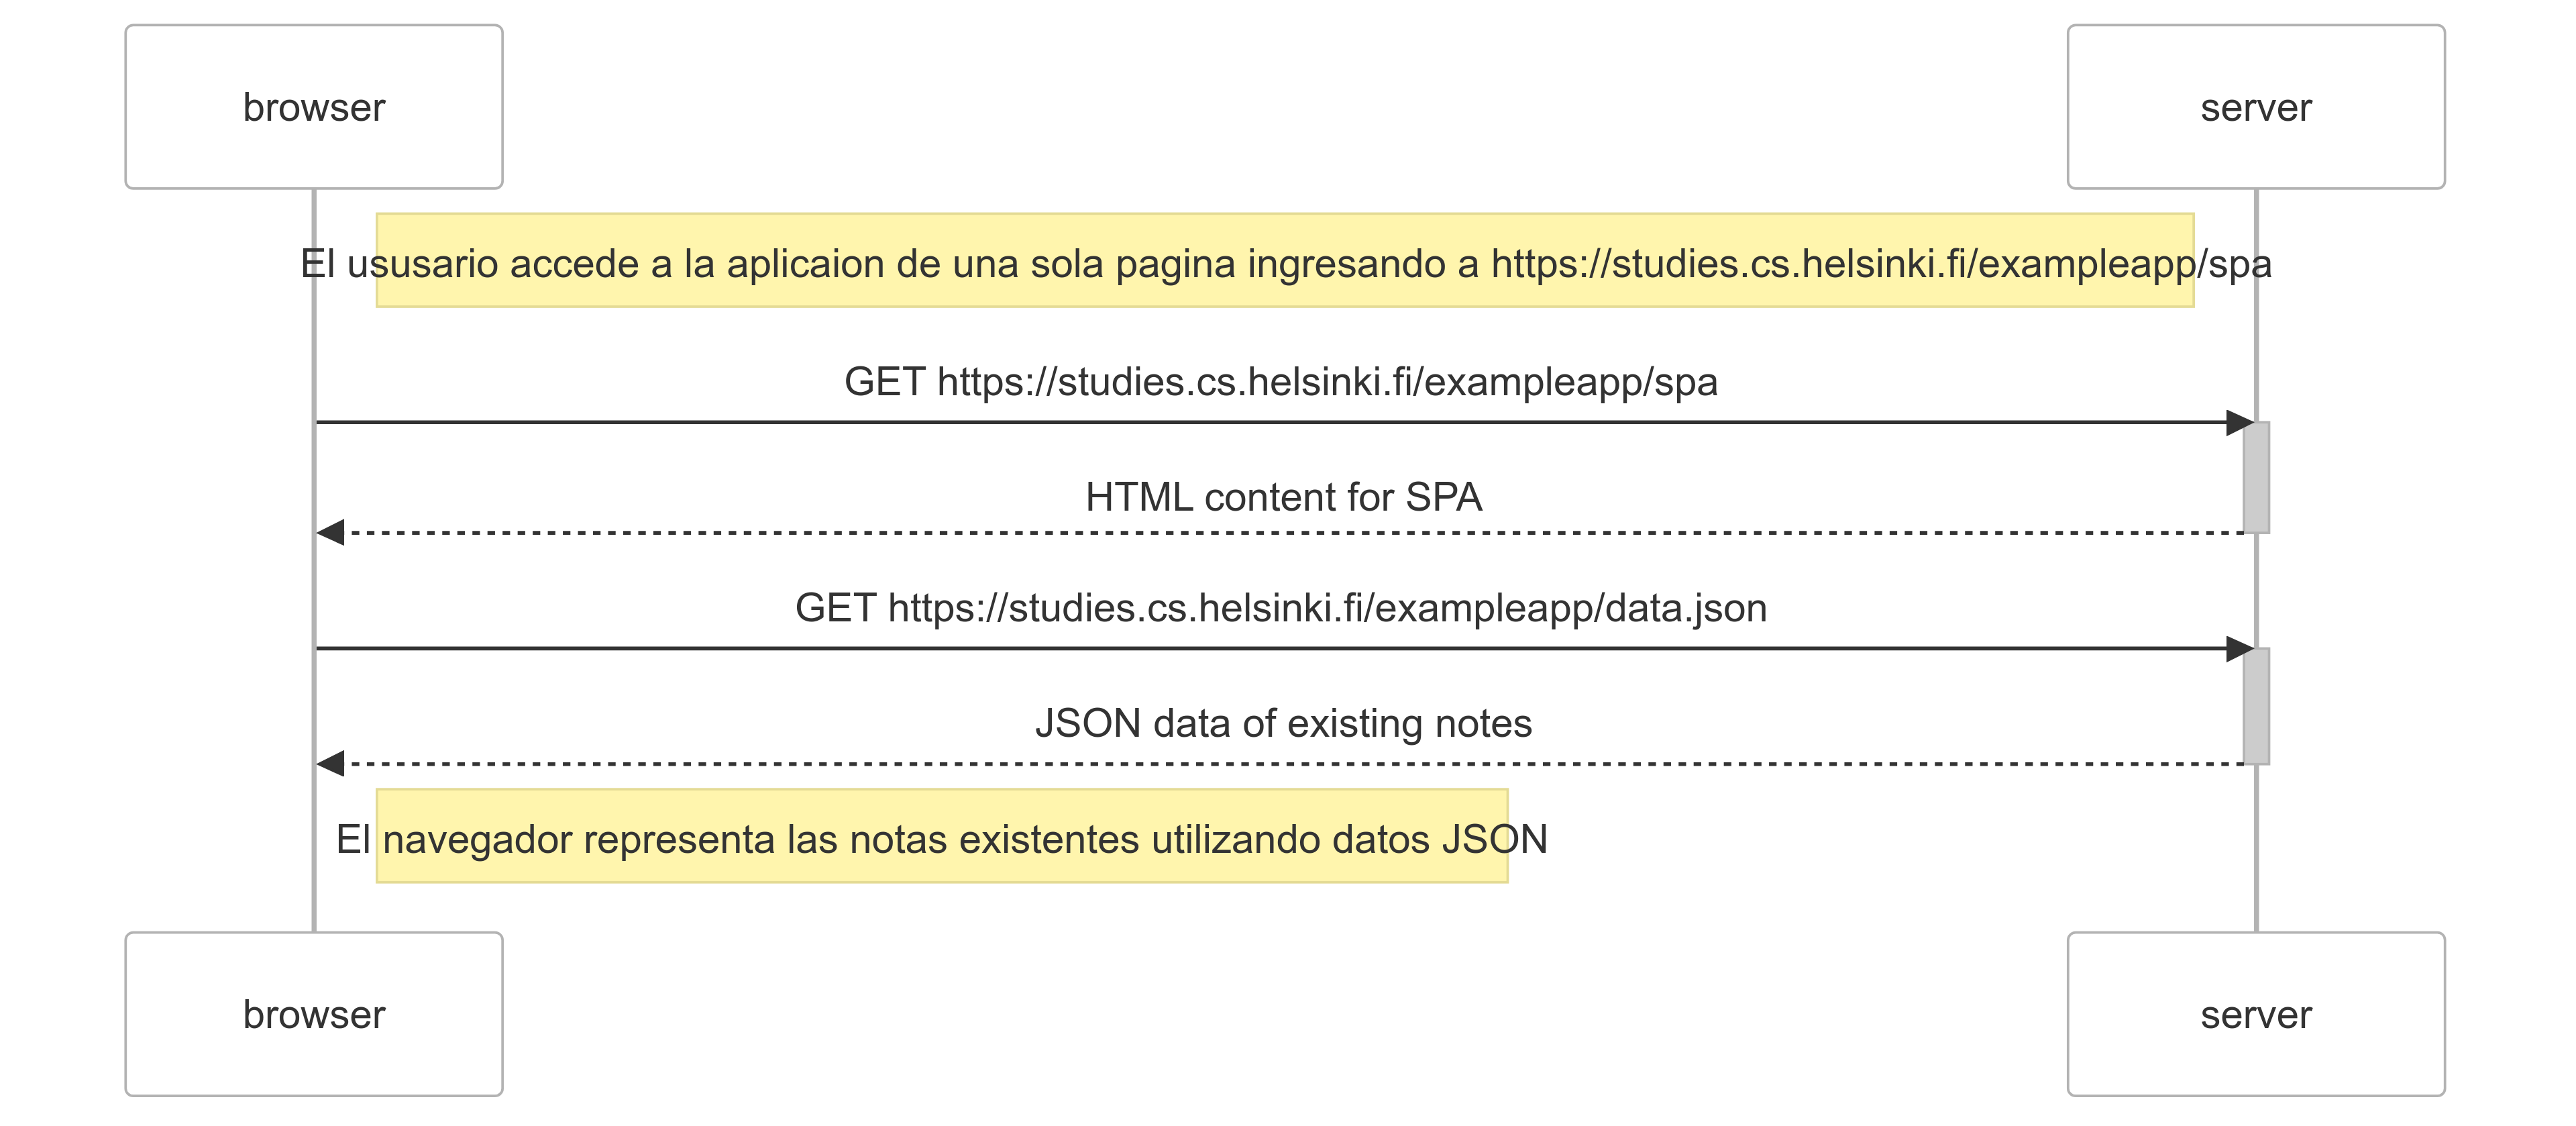 browser
server
El ususario accede a la aplicaion de una sola pagina ingresando a https://studies.cs.helsinki.fi/exampleapp/spa
GET https://studies.cs.helsinki.fi/exampleapp/spa
HTML content for SPA
GET https://studies.cs.helsinki.fi/exampleapp/data.json
JSON data of existing notes
El navegador representa las notas existentes utilizando datos JSON
browser
server